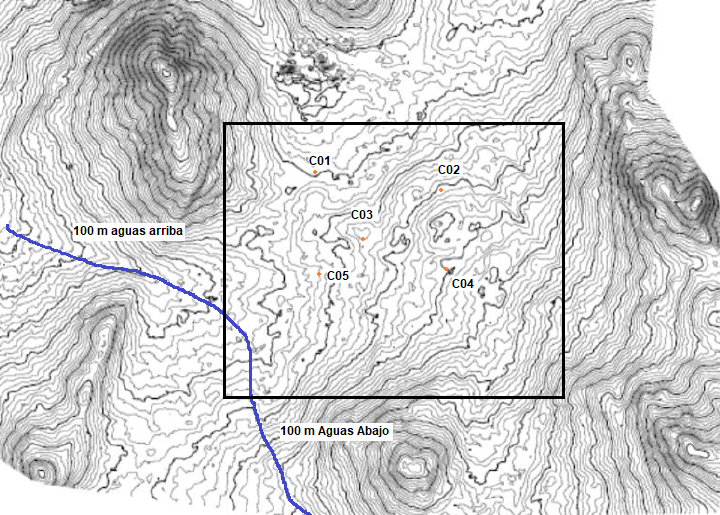 C01
C02
C03
100 m aguas arriba
C05
C04
100 m Aguas Abajo